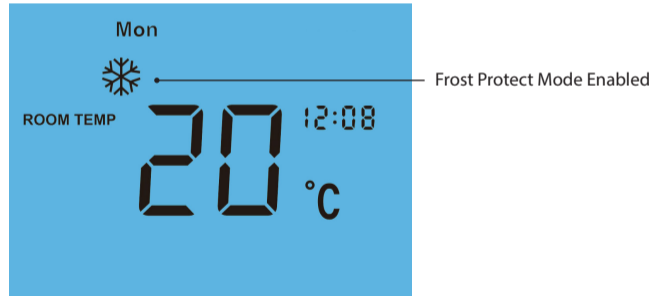 Mon
Frost Protect Mode Enabled
ROOM TEMP
12:08
20
°C